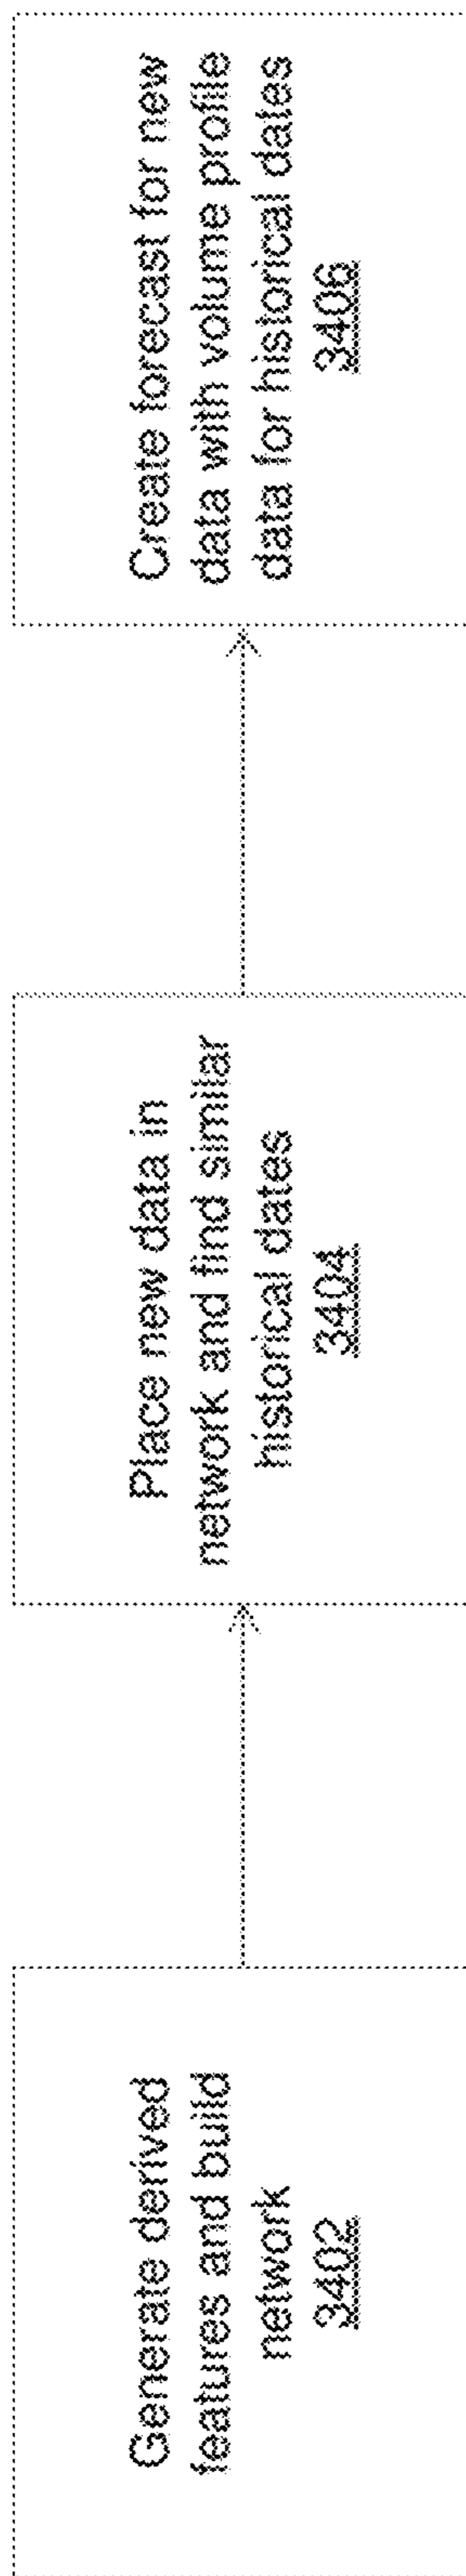 Generate derived
features and build
network
3402
Place new data in
network and find similar
historical dates
3404
Create forecast for new
data with volume profile
data for historical dates
3406